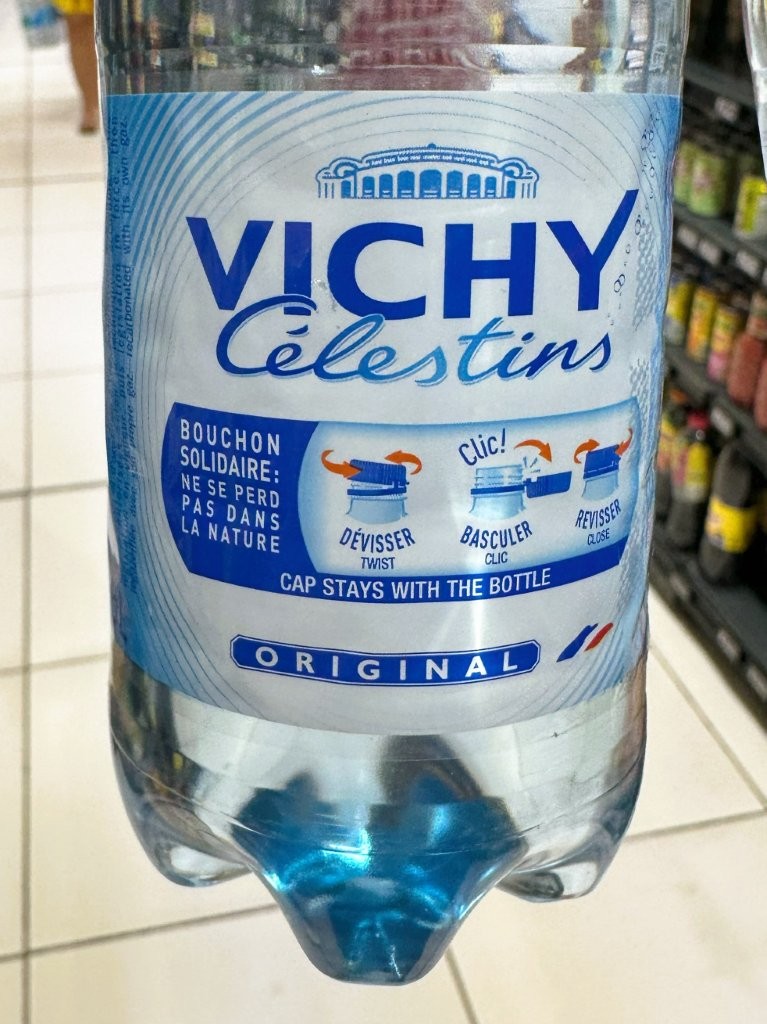 VICHY
Célestins
BOUCHON
SOLIDAIRE:
NE SE PERD
PAS DANS
LA NATURE
Clic!
DÉVISSER
TWIST
BASCULER
CLIC
REVISSER
CLOSE
CAP STAYS WITH THE BOTTLE
ORIGINAL